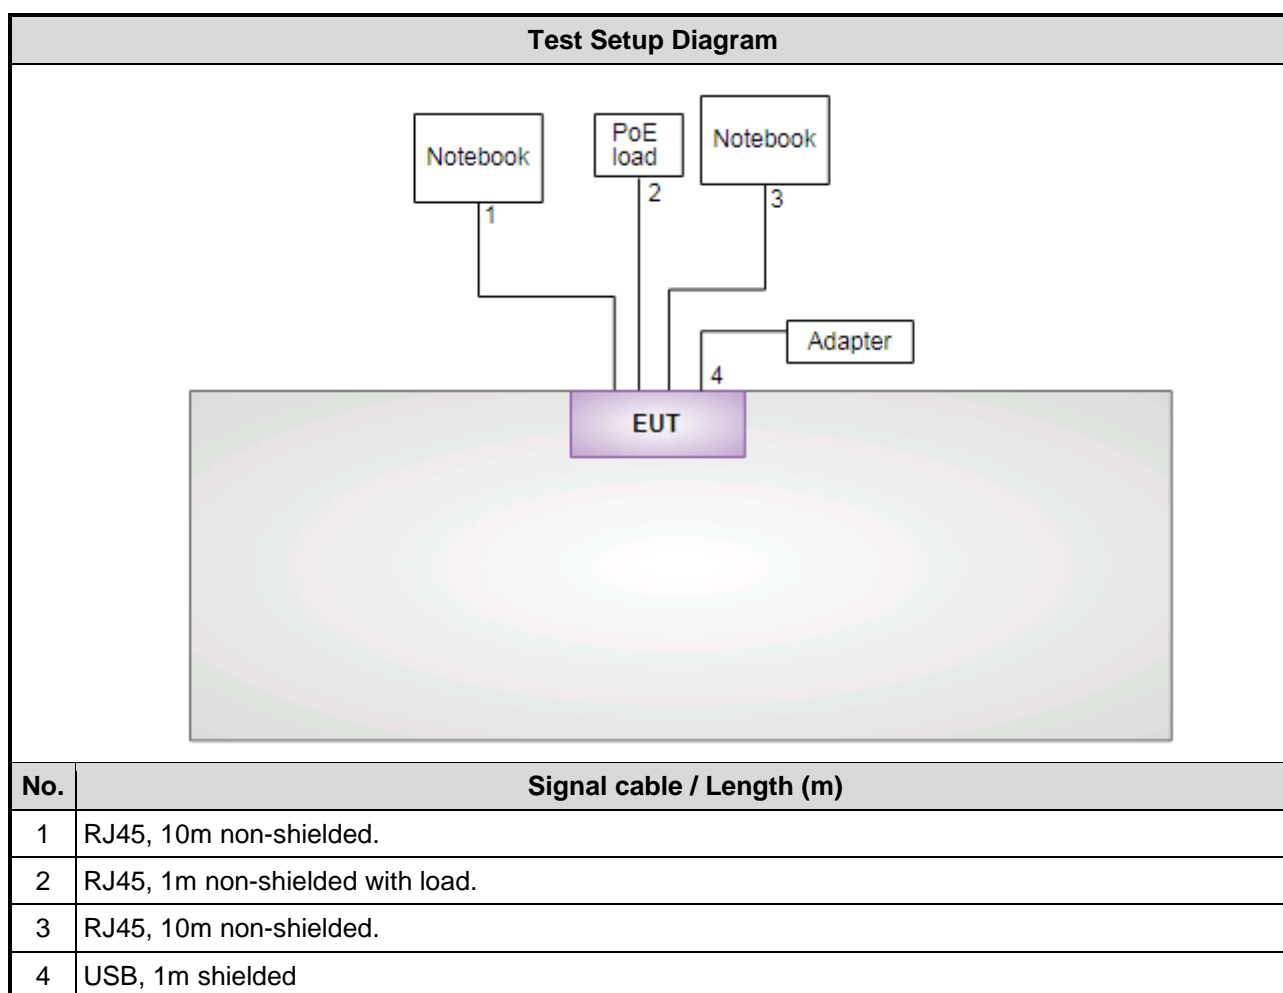 Test Setup Diagram
Notebook
PoE
load
Notebook
1
2
3
Adapter
4
EUT
No. Signal cable / Length (m)
1 RJ45, 10m non-shielded.
2 RJ45, 1m non-shielded with load.
3 RJ45, 10m non-shielded.
4 USB, 1m shielded